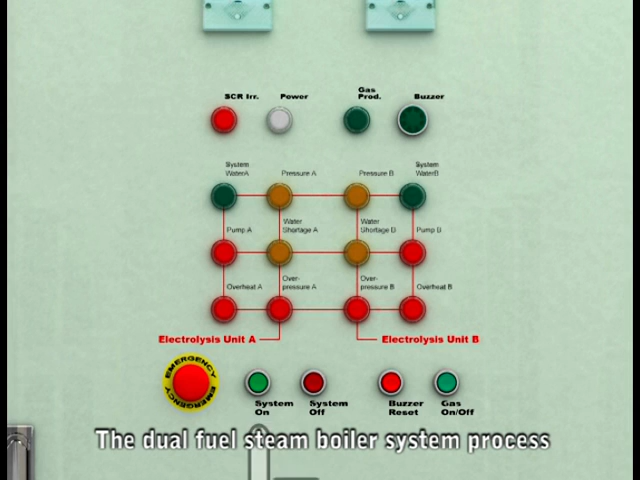 SCR Irr.
Power
Gas
Prod.
Buzzer
System
WaterA
Pressure A
Pressure B
System
WaterB
Pump A
Water
Shortage A
Water
Shortage B
Pump B
Overheat A
Over-
pressure A
Over-
pressure B
Overheat B
Electrolysis Unit A
Electrolysis Unit B
EMERGENCY
EMERGENCY
System
On
System
Off
Buzzer
Reset
Gas
On/Off
The dual fuel steam boiler system process